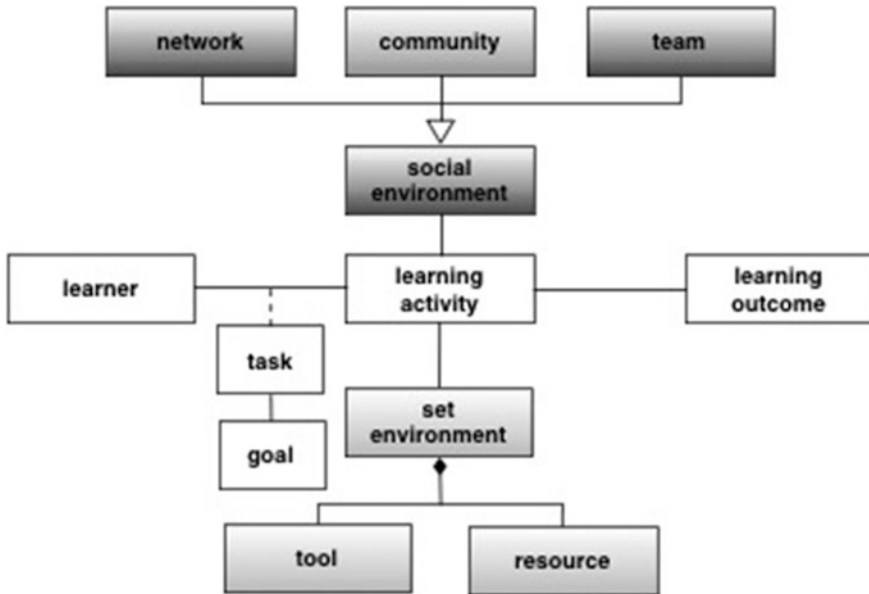 network
community
team
social
environment
learner
learning
activity
learning
outcome
task
goal
set
environment
tool
resource